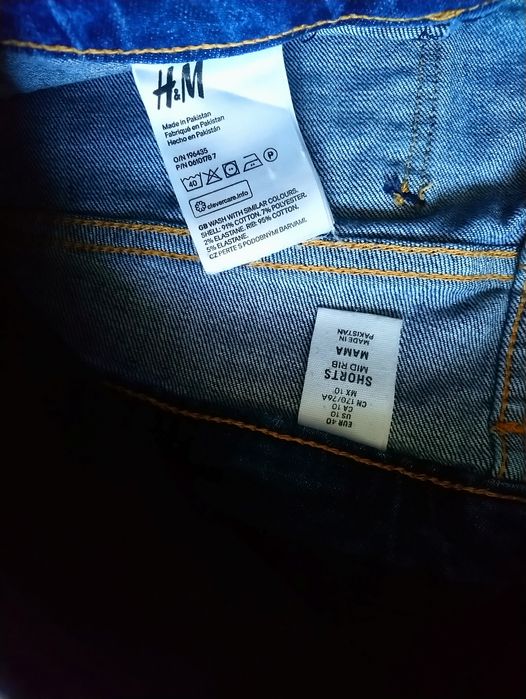 H&M
Made in Pakistan
Fabriqué en Pakistan
Hecho en Pakistán
O/N 196435
P/N 0610176 7
40 P
clevercare.info
GB WASH WITH SIMILAR COLOURS.
SHELL: 91% COTTON. 7% POLYESTER.
2% ELASTANE. RIB: 95% COTTON.
5% ELASTANE.
CZ PERTE S PODOBNÝMI BARVAMI.
EUR 40
US 10
CA 10
CN 170/76A
MX 10
SHORTS
MID RIB
MAMA
MADE IN
PAKISTAN